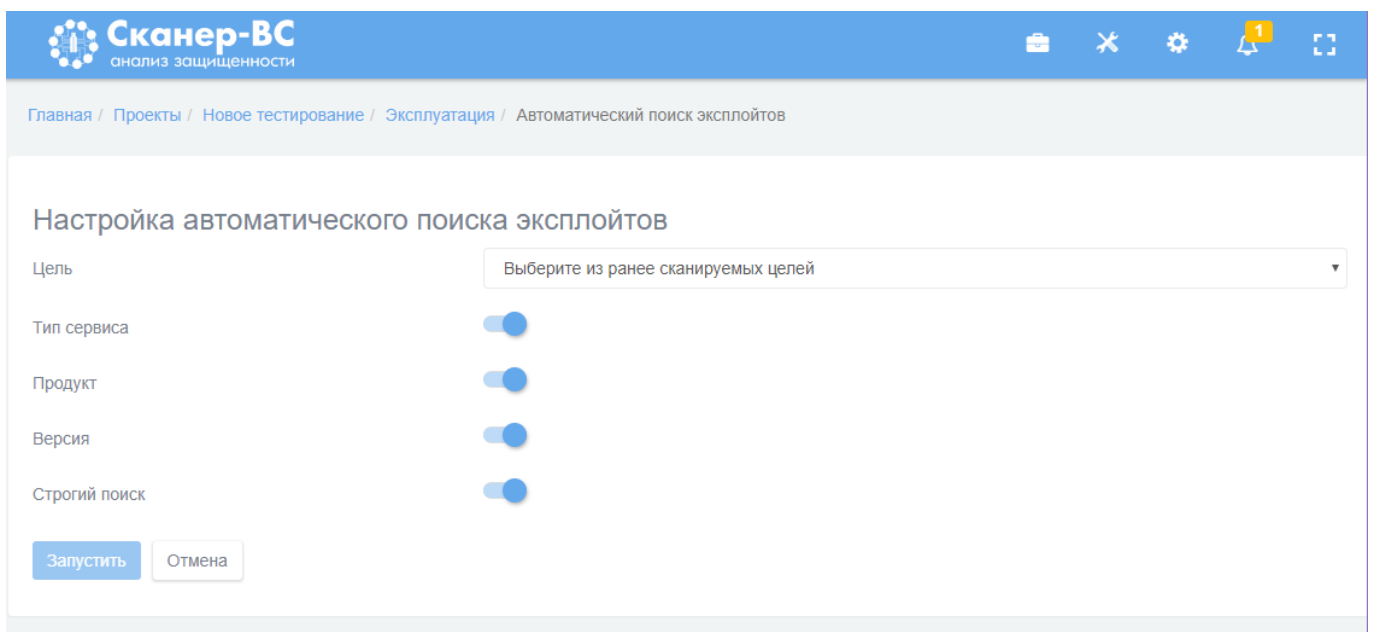 Сканер-ВС
анализ защищенности
1
Главная / Проекты / Новое тестирование / Эксплуатация / Автоматический поиск эксплойтов
Настройка автоматического поиска эксплойтов
Цель
Выберите из ранее сканируемых целей
Тип сервиса
Продукт
Версия
Строгий поиск
Запустить
Отмена